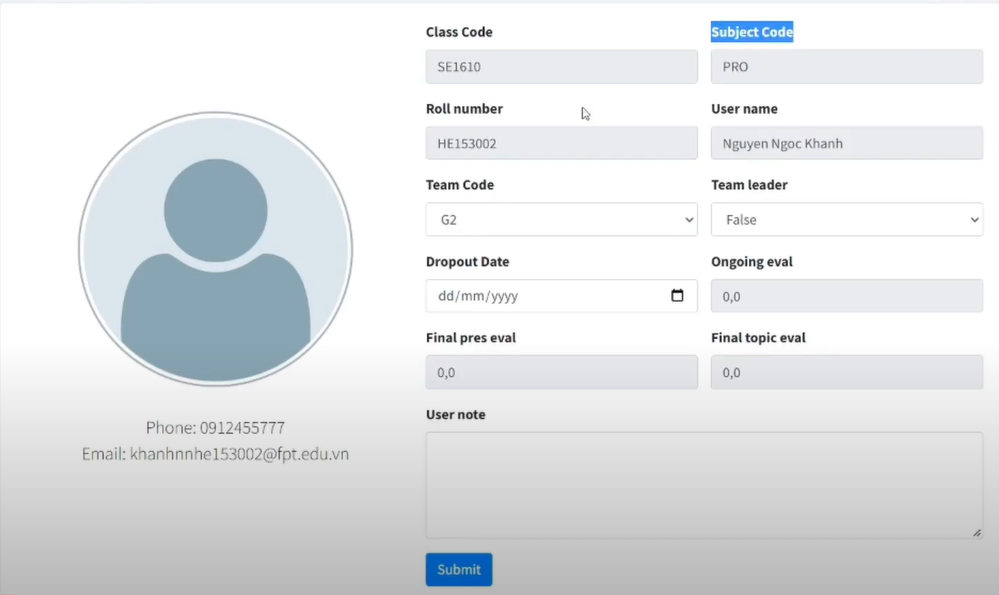 Class Code
Subject Code
SE1610
PRO
Roll number
User name
HE153002
Nguyen Ngoc Khanh
Team Code
Team leader
G2
False
Dropout Date
Ongoing eval
dd/mm/yyyy
0,0
Final pres eval
Final topic eval
0,0
0,0
User note
Phone: 0912455777
Email: khanhnnhe153002@fpt.edu.vn
Submit